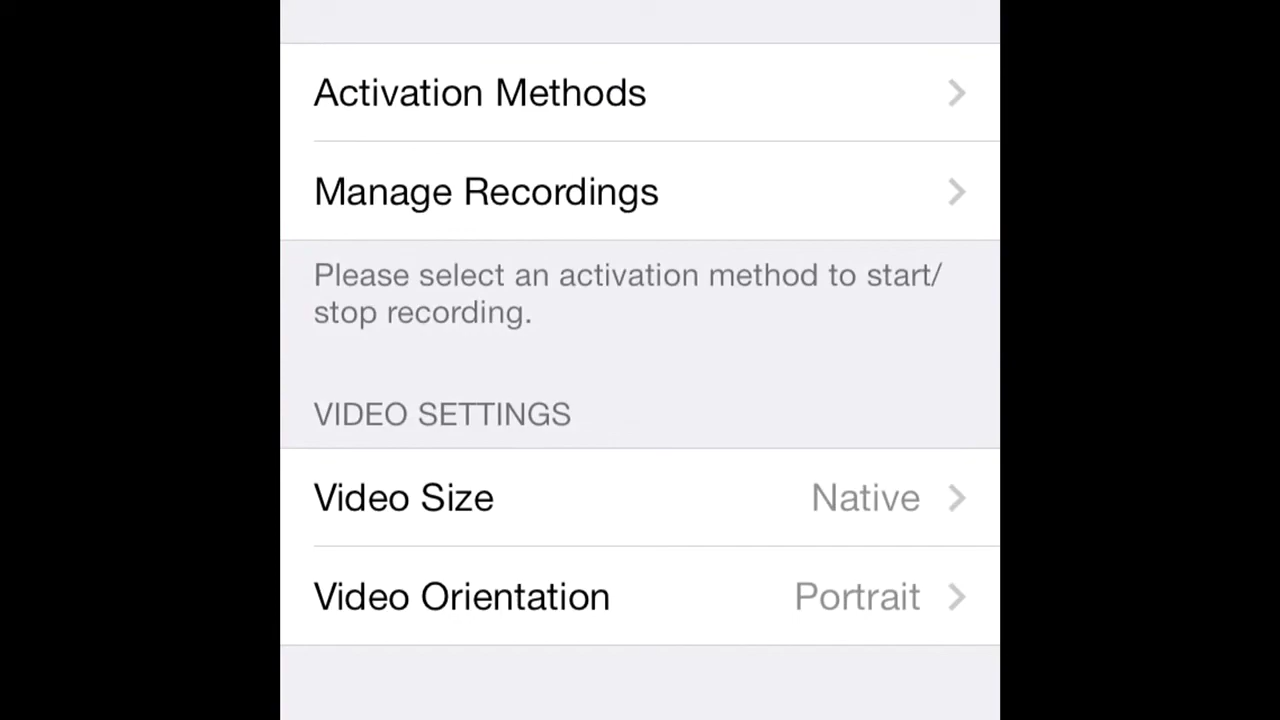 Activation Methods
Manage Recordings
Please select an activation method to start/
stop recording.
VIDEO SETTINGS
Video Size Native
Video Orientation Portrait